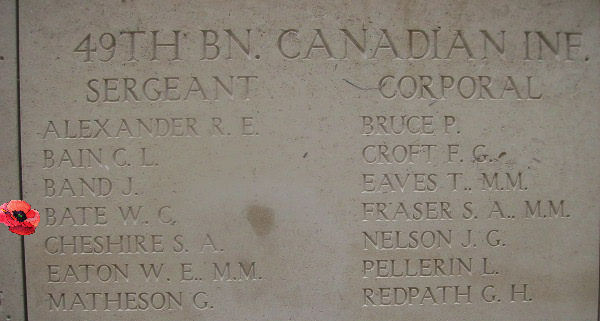 49TH BN. CANADIAN INF.
SERGEANT
ALEXANDER R. E.
BAIN C. L.
BAND J.
BATE W. C.
CHESHIRE S. A.
EATON W. E., M.M.
MATHESON G.
CORPORAL
BRUCE P.
CROFT F. G.
EAVES T., M.M.
FRASER S. A., M.M.
NELSON J. G.
PELLERIN L.
REDPATH G. H.